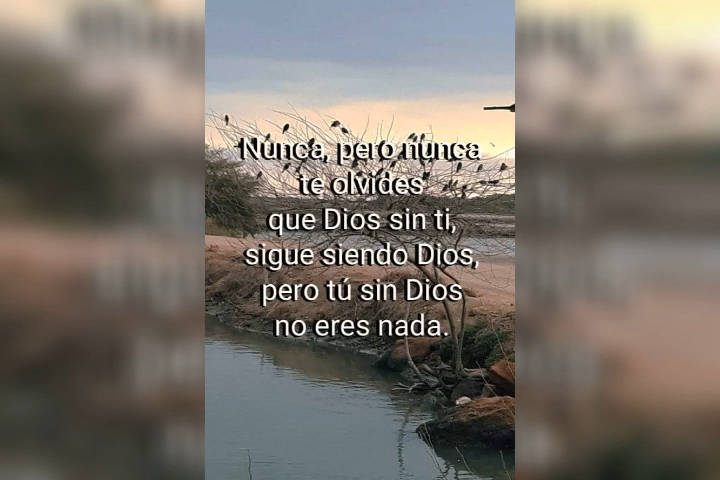 Nunca, pero nunca
te olvides
que Dios sin ti,
sigue siendo Dios,
pero tú sin Dios
no eres nada.